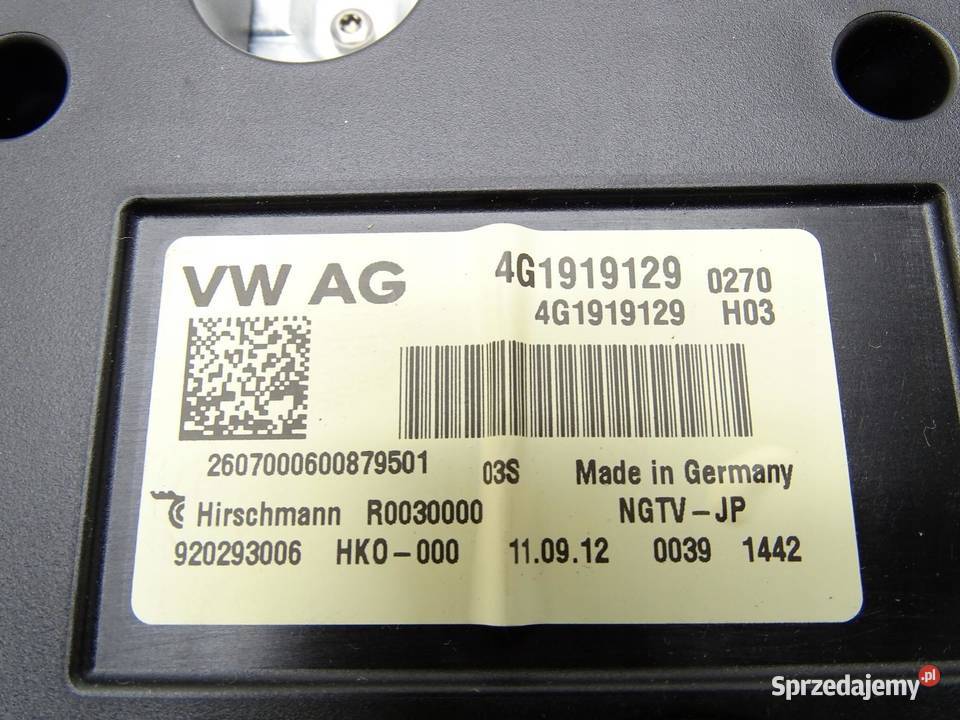 VW AG 4G1919129 0270
4G1919129 H03
2607000600879501 03S Made in Germany
Hirschmann R0030000 NGTV-JP
920293006 HKO-000 11.09.12 0039 1442
Sprzedajemy.pl